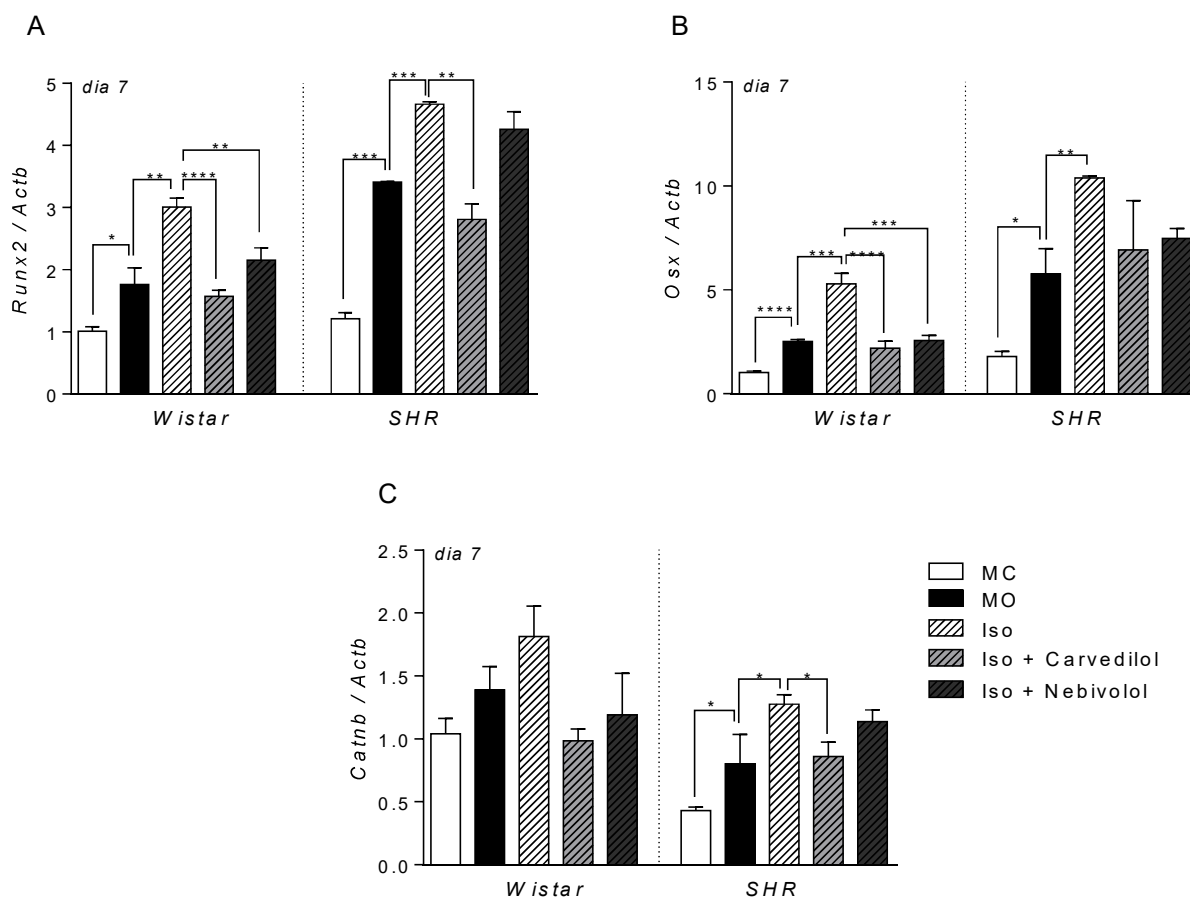 A
Runx2 / Actb
dia 7
5
4
3
2
1
0
*
**
****
**
***
***
**
Wistar
SHR
B
Osx / Actb
dia 7
15
10
5
0
****
***
****
***
*
**
Wistar
SHR
C
Catnb / Actb
dia 7
2.5
2.0
1.5
1.0
0.5
0.0
*
*
*
Wistar
SHR
MC
MO
Iso
Iso + Carvedilol
Iso + Nebivolol